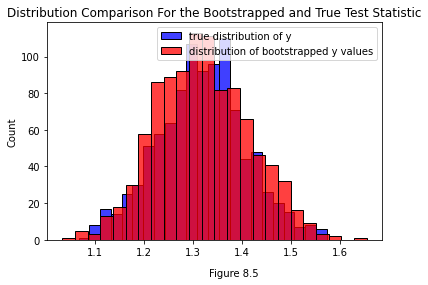 Distribution Comparison For the Bootstrapped and True Test Statistic
true distribution of y
distribution of bootstrapped y values
100
80
60
40
20
0
Count
1.1 1.2 1.3 1.4 1.5 1.6
Figure 8.5